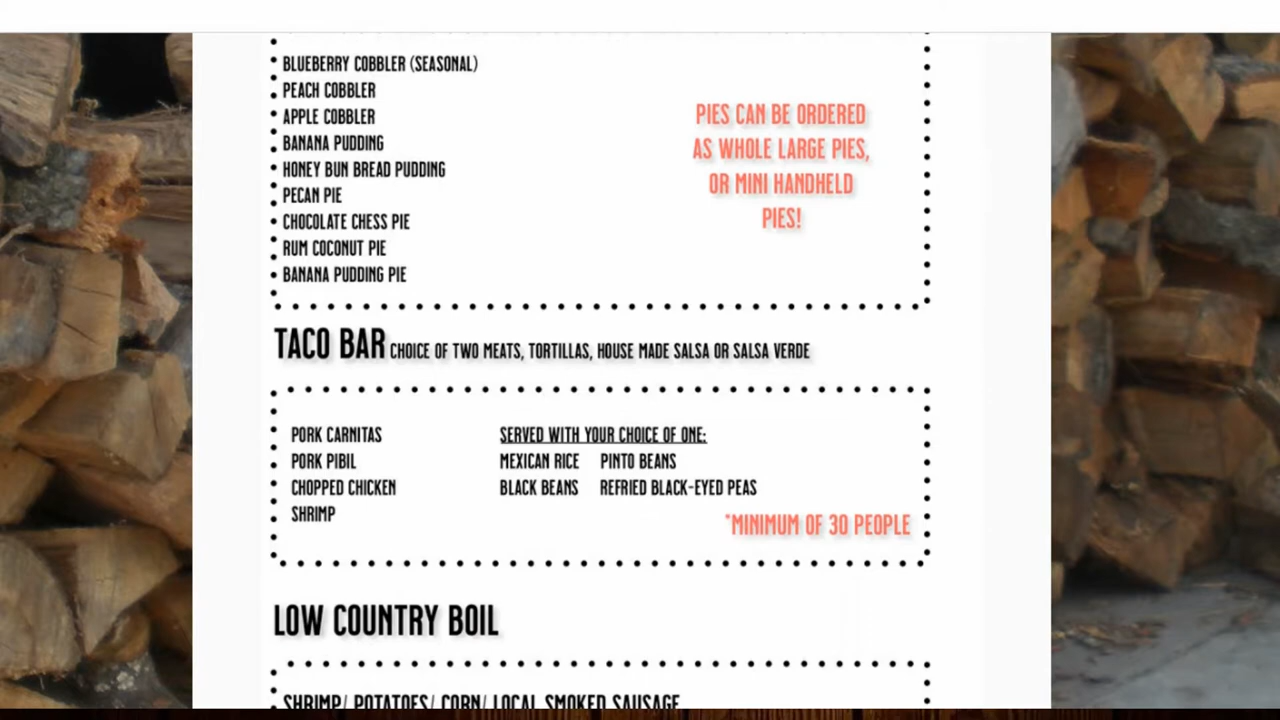 BLUEBERRY COBBLER (SEASONAL)
PEACH COBBLER
APPLE COBBLER
BANANA PUDDING
HONEY BUN BREAD PUDDING
PECAN PIE
CHOCOLATE CHESS PIE
RUM COCONUT PIE
BANANA PUDDING PIE
PIES CAN BE ORDERED
AS WHOLE LARGE PIES,
OR MINI HANDHELD
PIES!
TACO BAR CHOICE OF TWO MEATS, TORTILLAS, HOUSE MADE SALSA OR SALSA VERDE
PORK CARNITAS
PORK PIBIL
CHOPPED CHICKEN
SHRIMP
SERVED WITH YOUR CHOICE OF ONE:
MEXICAN RICE PINTO BEANS
BLACK BEANS REFRIED BLACK-EYED PEAS
*MINIMUM OF 30 PEOPLE
LOW COUNTRY BOIL
SHRIMP/ POTATOES/ CORN/ LOCAL SMOKED SAUSAGE